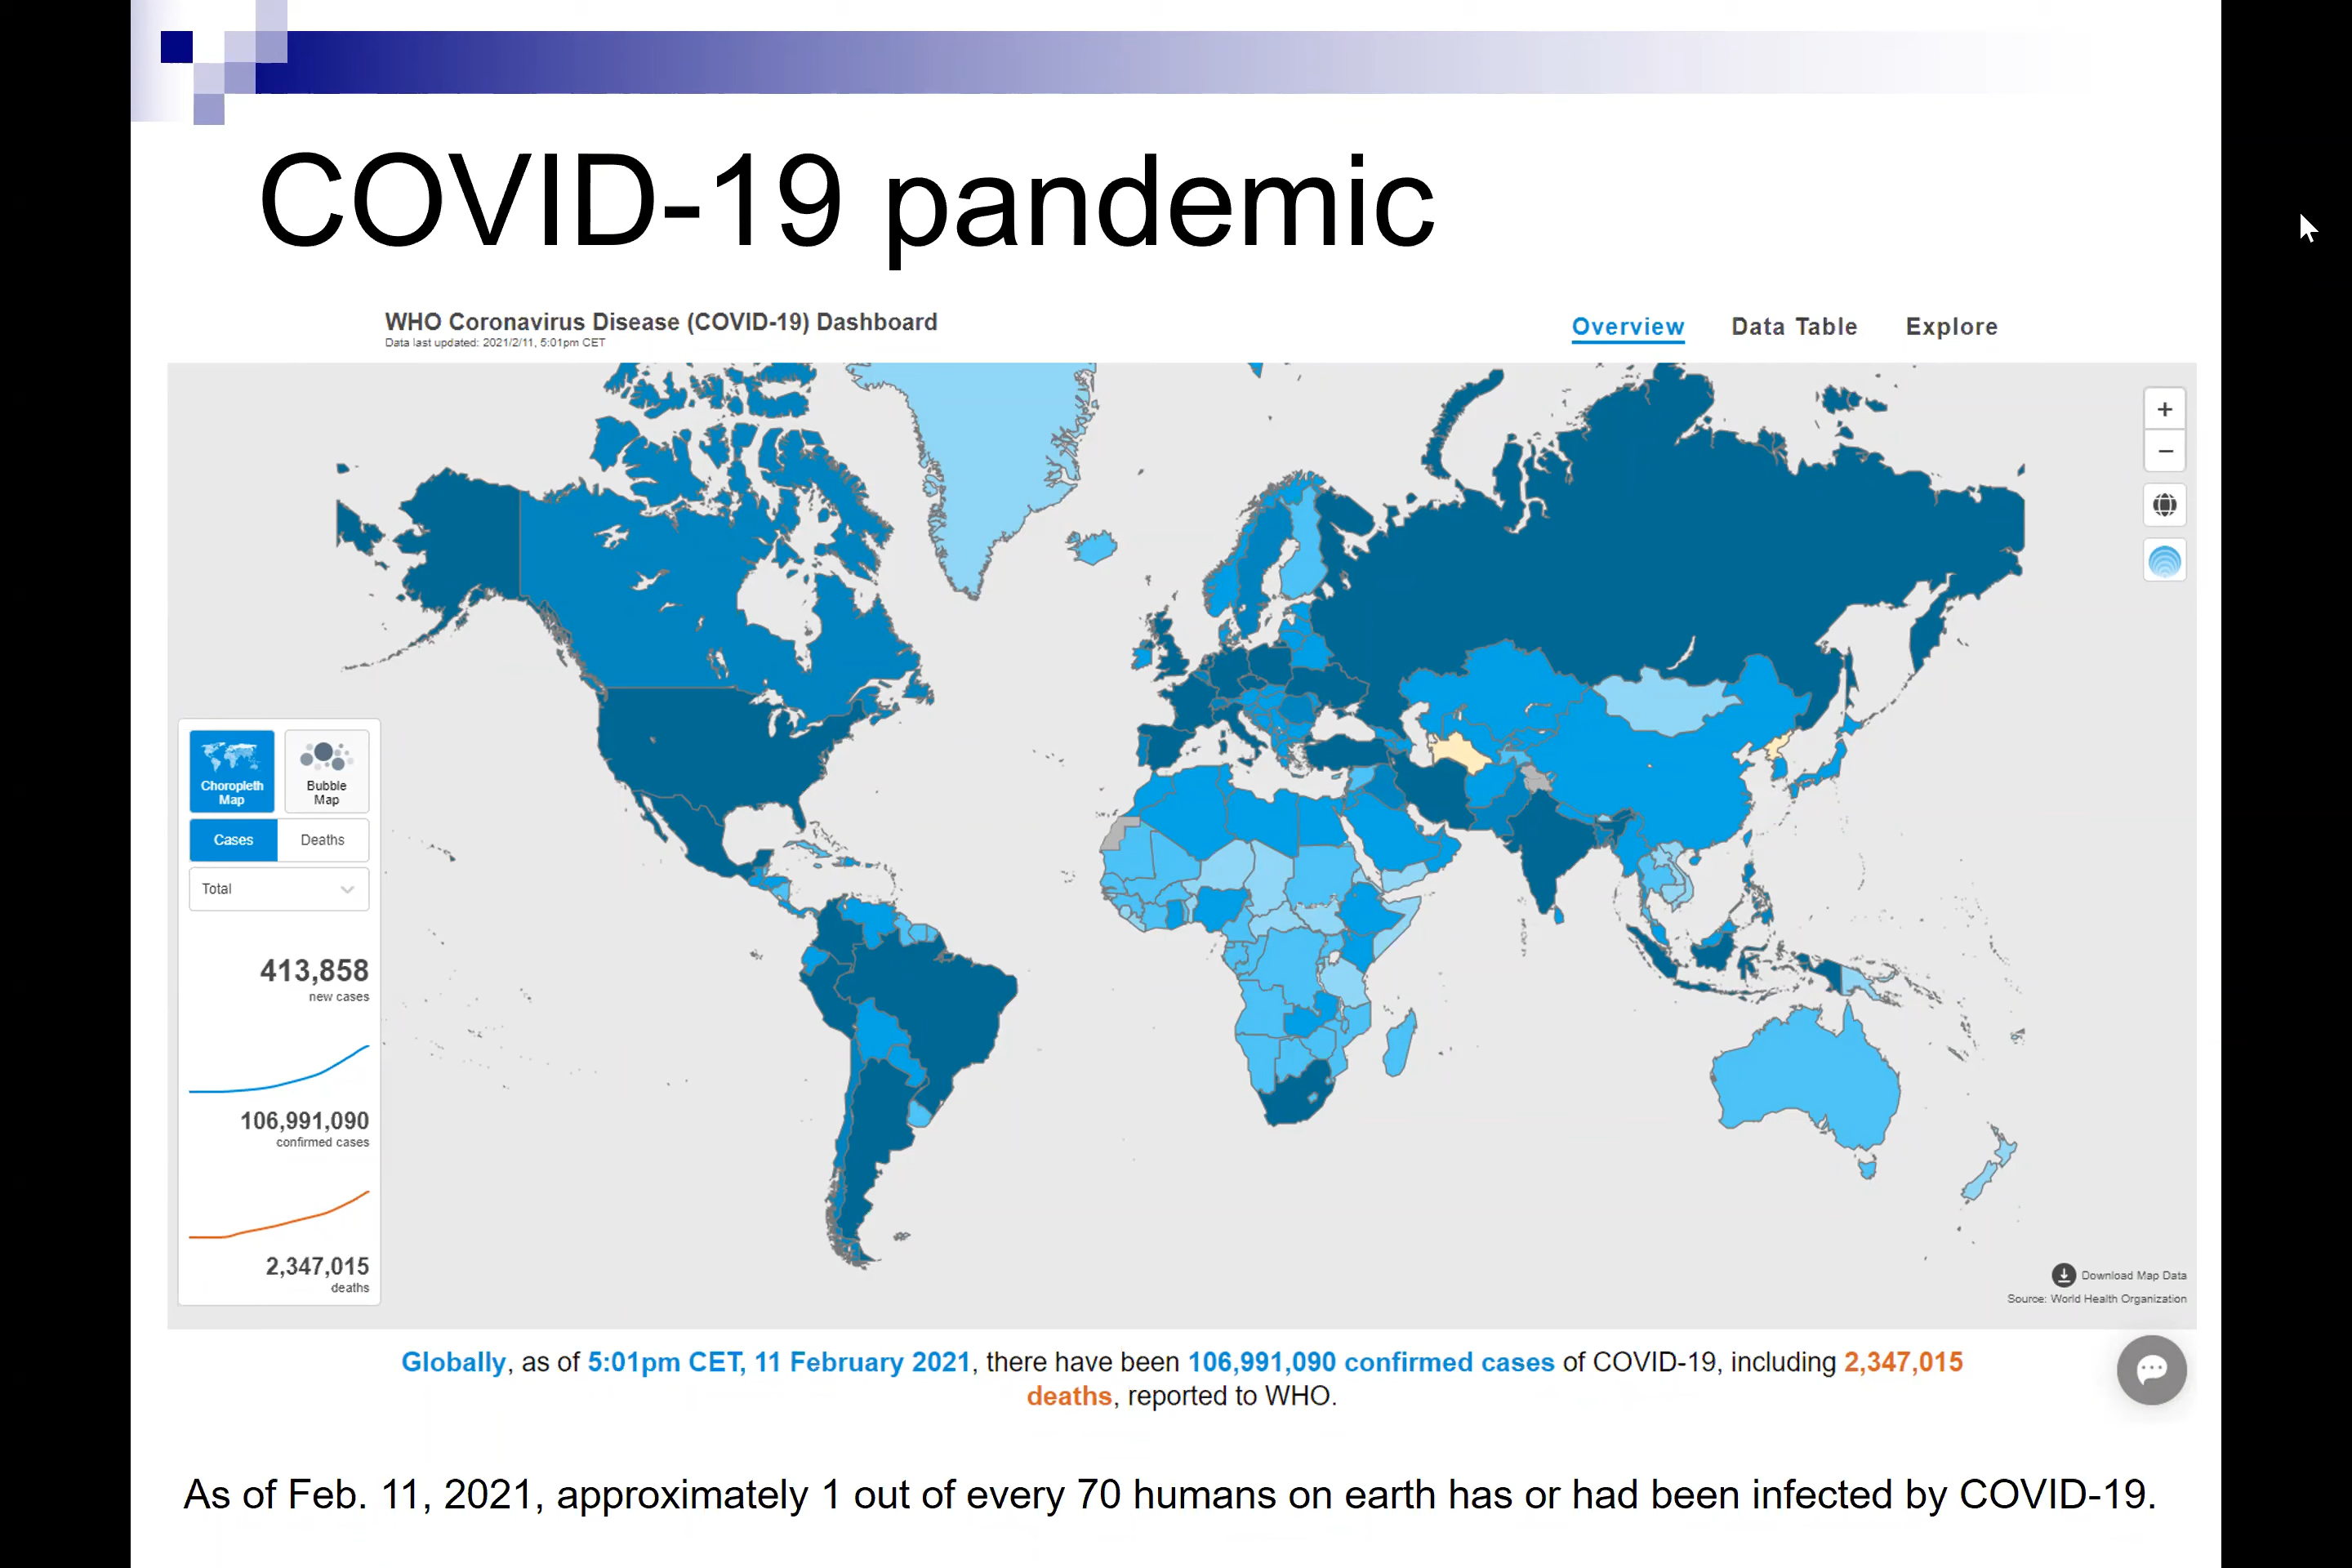 COVID-19 pandemic
WHO Coronavirus Disease (COVID-19) Dashboard
Data last updated: 2021/2/11, 5:01pm CET
Overview Data Table Explore
+
−
Choropleth Map
Bubble Map
Cases Deaths
Total
413,858
new cases
106,991,090
confirmed cases
2,347,015
deaths
Download Map Data
Source: World Health Organization
Globally, as of 5:01pm CET, 11 February 2021, there have been 106,991,090 confirmed cases of COVID-19, including 2,347,015
deaths, reported to WHO.
As of Feb. 11, 2021, approximately 1 out of every 70 humans on earth has or had been infected by COVID-19.